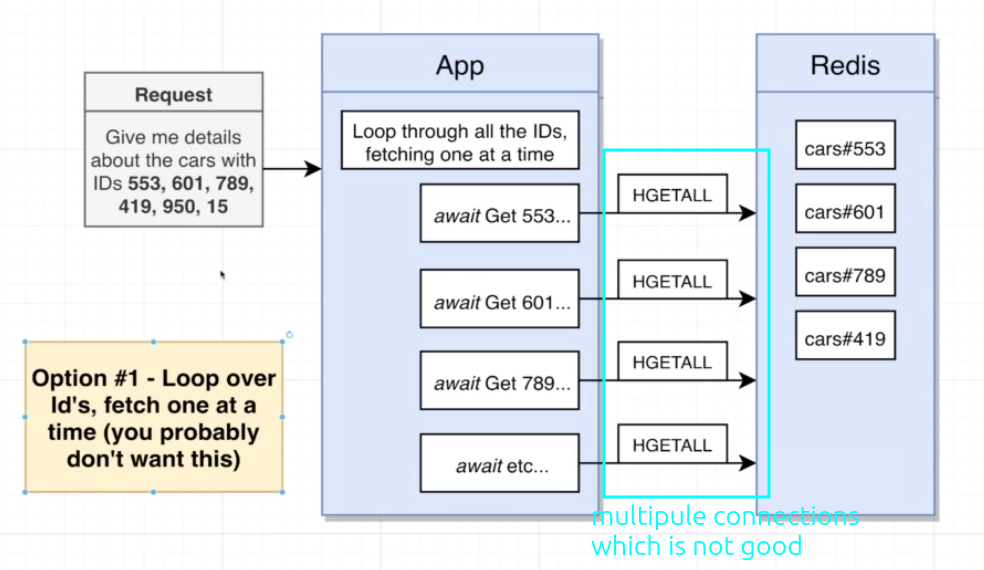 App
Redis
Request
Give me details
about the cars with
IDs 553, 601, 789,
419, 950, 15
Loop through all the IDs,
fetching one at a time
await Get 553...
HGETALL
cars#553
await Get 601...
HGETALL
cars#601
await Get 789...
HGETALL
cars#789
await etc...
HGETALL
cars#419
Option #1 - Loop over
Id's, fetch one at a
time (you probably
don't want this)
multipule connections
which is not good